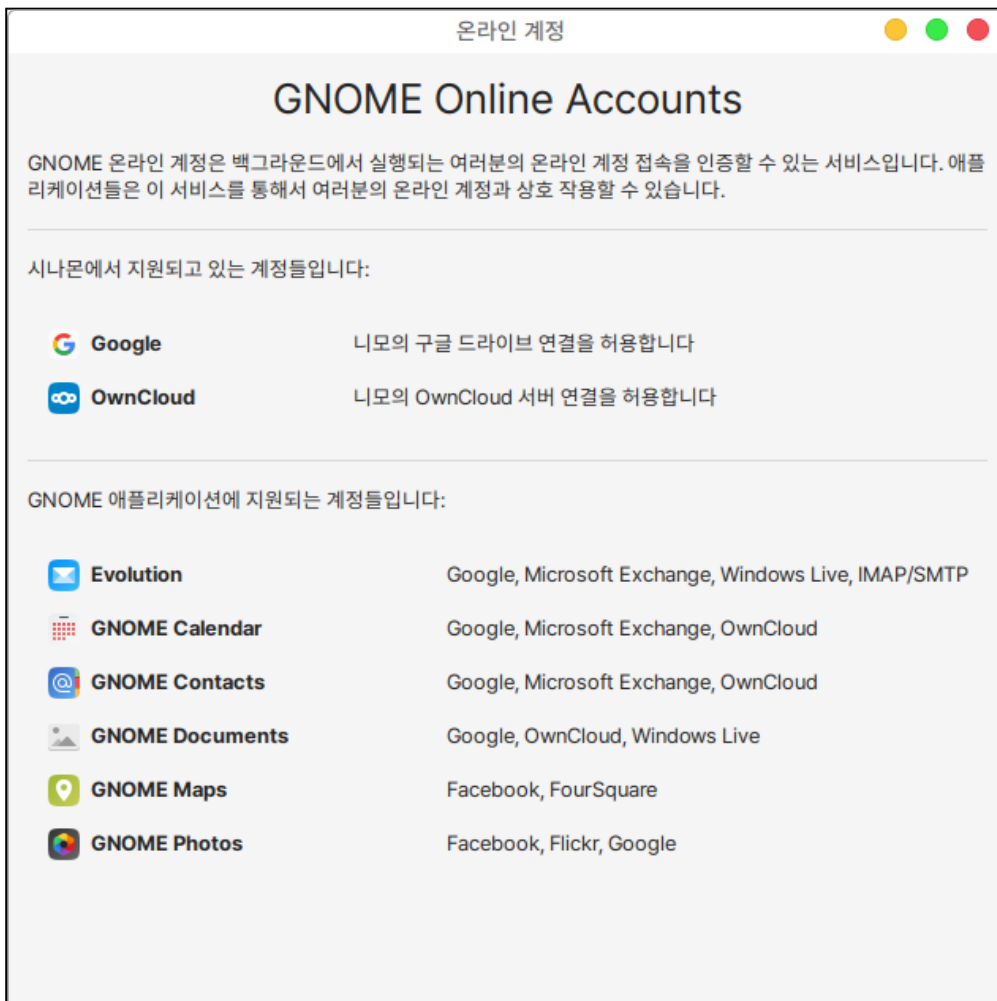 온라인 계정
GNOME Online Accounts
GNOME 온라인 계정은 백그라운드에서 실행되는 여러분의 온라인 계정 접속을 인증할 수 있는 서비스입니다. 애플
리케이션들은 이 서비스를 통해서 여러분의 온라인 계정과 상호 작용할 수 있습니다.
시나몬에서 지원되고 있는 계정들입니다:
Google 니모의 구글 드라이브 연결을 허용합니다
OwnCloud 니모의 OwnCloud 서버 연결을 허용합니다
GNOME 애플리케이션에 지원되는 계정들입니다:
Evolution Google, Microsoft Exchange, Windows Live, IMAP/SMTP
GNOME Calendar Google, Microsoft Exchange, OwnCloud
GNOME Contacts Google, Microsoft Exchange, OwnCloud
GNOME Documents Google, OwnCloud, Windows Live
GNOME Maps Facebook, FourSquare
GNOME Photos Facebook, Flickr, Google